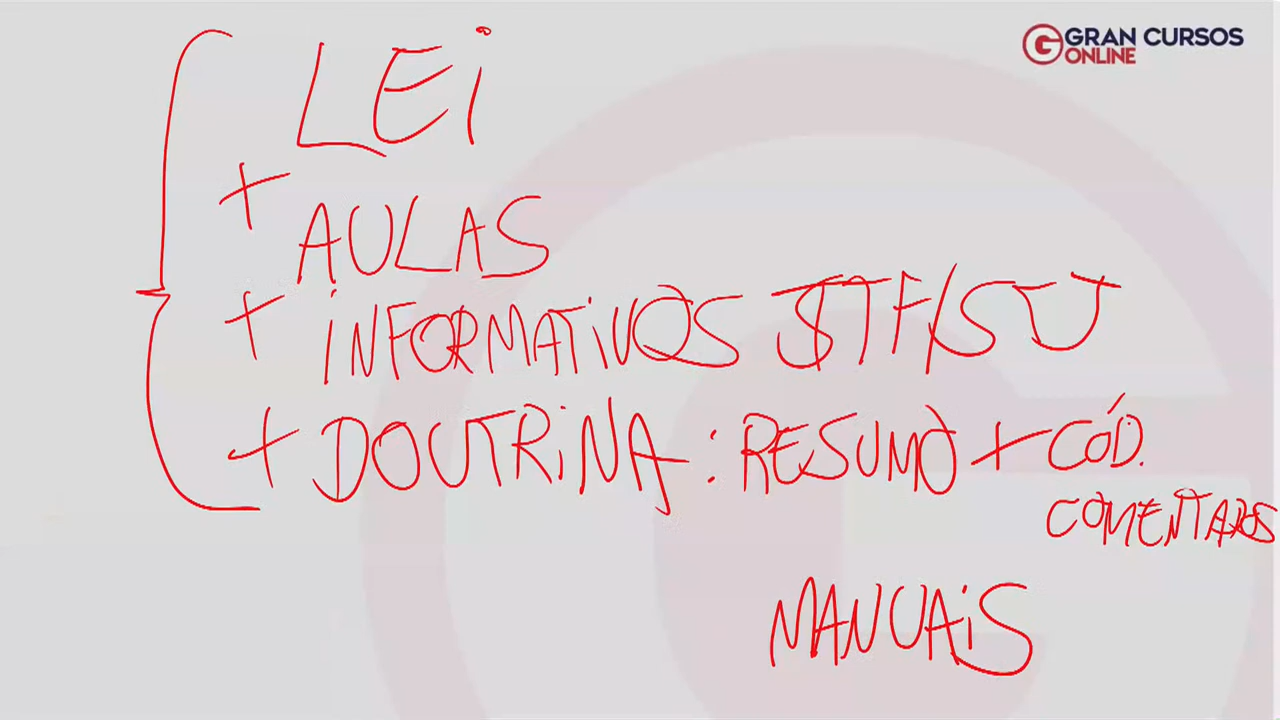 GRAN CURSOS
ONLINE
LEi
+ AULAS
+ iNFORMATiVOS STF/STJ
+ DOUTRiNA : RESUMO + CÓD.
COMENTADOS
MANUAiS